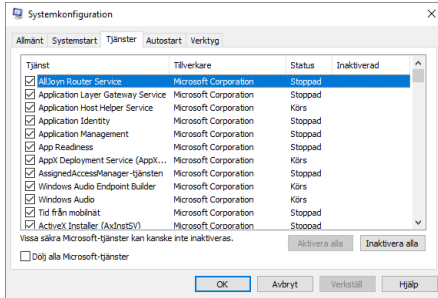 Systemkonfiguration
Allmänt Systemstart Tjänster Autostart Verktyg
Tjänst Tillverkare Status Inaktiverad
AllJoyn Router Service Microsoft Corporation Stoppad
Application Layer Gateway Service Microsoft Corporation Stoppad
Application Host Helper Service Microsoft Corporation Körs
Application Identity Microsoft Corporation Stoppad
Application Management Microsoft Corporation Stoppad
App Readiness Microsoft Corporation Stoppad
AppX Deployment Service (AppX... Microsoft Corporation Körs
AssignedAccessManager-tjänsten Microsoft Corporation Stoppad
Windows Audio Endpoint Builder Microsoft Corporation Körs
Windows Audio Microsoft Corporation Körs
Tid från mobilnät Microsoft Corporation Stoppad
ActiveX Installer (AxInstSV) Microsoft Corporation Stoppad
Vissa säkra Microsoft-tjänster kan kanske inte inaktiveras.
Aktivera alla Inaktivera alla
Dölj alla Microsoft-tjänster
OK Avbryt Verkställ Hjälp